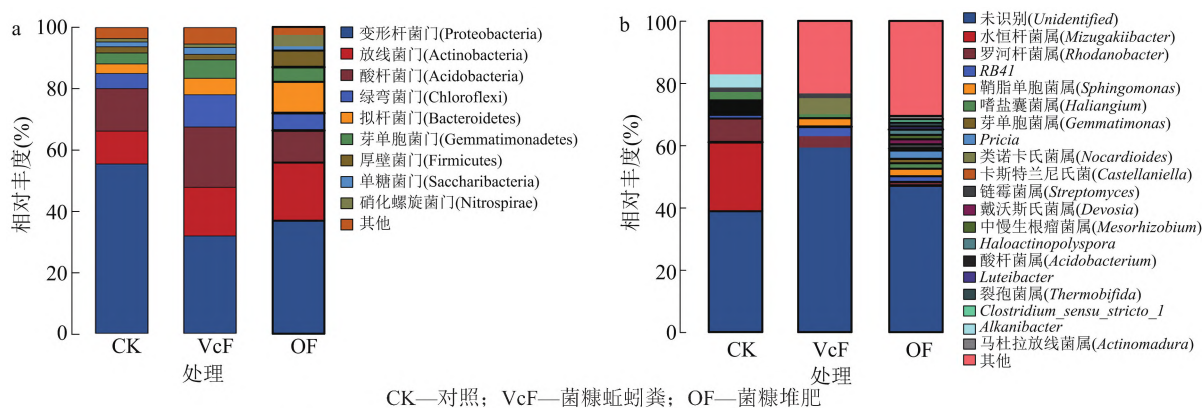 a
相对丰度(%)
100
80
60
40
20
0
CK
VcF
OF
处理
变形杆菌门(Proteobacteria)
放线菌门(Actinobacteria)
酸杆菌门(Acidobacteria)
绿弯菌门(Chloroflexi)
拟杆菌门(Bacteroidetes)
芽单胞菌门(Gemmatimonadetes)
厚壁菌门(Firmicutes)
单糖菌门(Saccharibacteria)
硝化螺旋菌门(Nitrospirae)
其他
b
相对丰度(%)
100
80
60
40
20
0
CK
VcF
OF
处理
未识别(Unidentified)
水恒杆菌属(Mizugakiibacter)
罗河杆菌属(Rhodanobacter)
RB41
鞘脂单胞菌属(Sphingomonas)
嗜盐囊菌属(Haliangium)
芽单胞菌属(Gemmatimonas)
Pricia
类诺卡氏菌属(Nocardioides)
卡斯特兰尼氏菌(Castellaniella)
链霉菌属(Streptomyces)
戴沃斯氏菌属(Devosia)
中慢生根瘤菌属(Mesorhizobium)
Haloactinopolyspora
酸杆菌属(Acidobacterium)
Luteibacter
裂孢菌属(Thermobifida)
Clostridium_sensu_stricto_1
Alkanibacter
马杜拉放线菌属(Actinomadura)
其他
CK—对照；VcF—菌糠蚯蚓粪；OF—菌糠堆肥